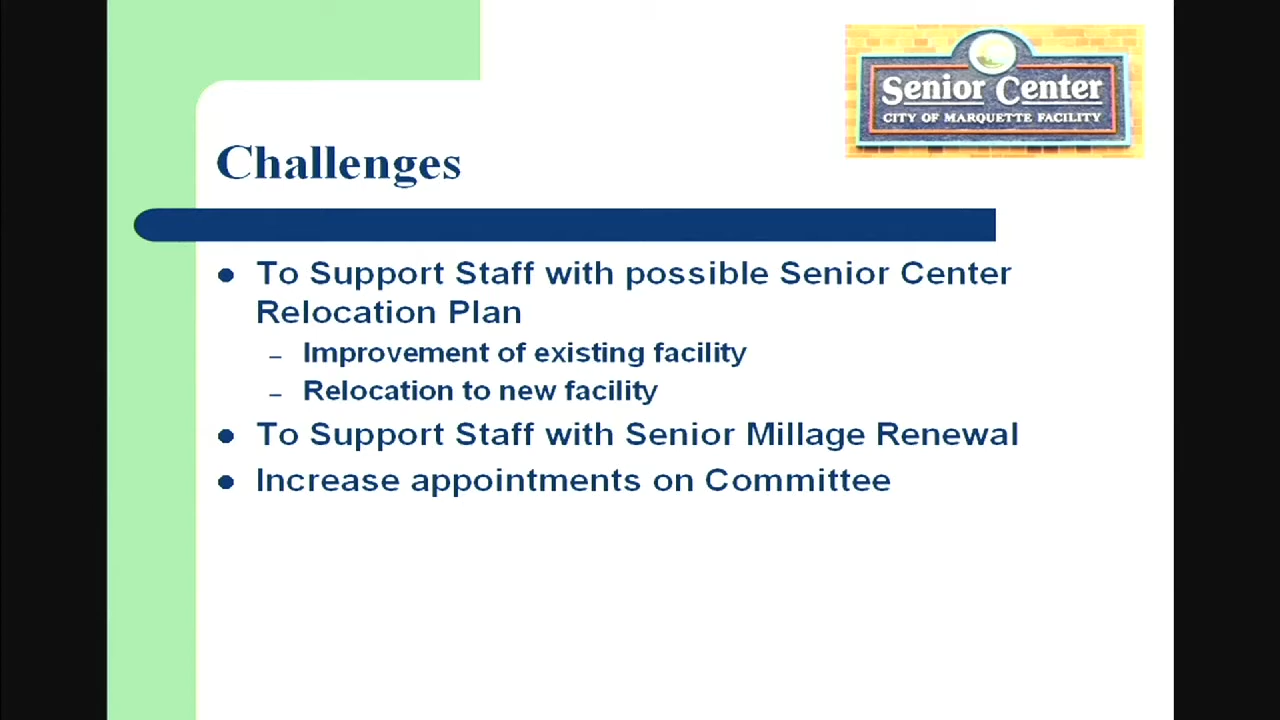 Senior Center
CITY OF MARQUETTE FACILITY
Challenges
● To Support Staff with possible Senior Center
Relocation Plan
– Improvement of existing facility
– Relocation to new facility
● To Support Staff with Senior Millage Renewal
● Increase appointments on Committee